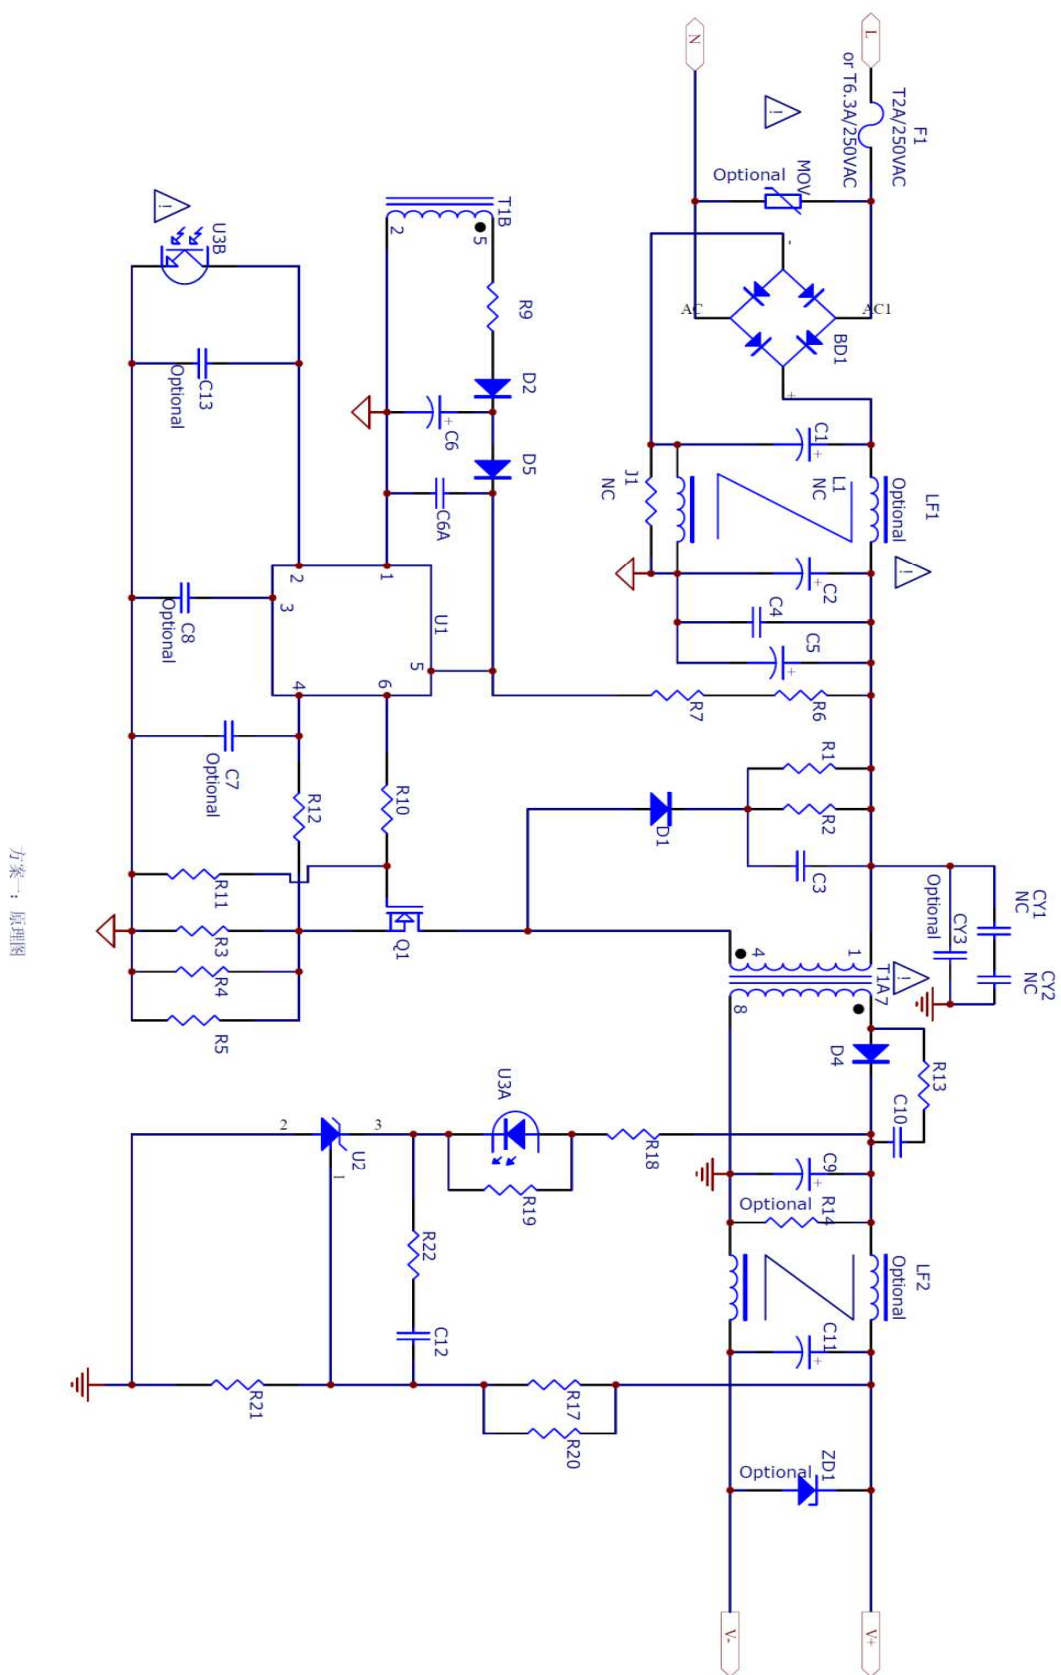 CY1
NC
CY2
NC
CY3
Optional
F1
T2A/250VAC
or T6.3A/250VAC
L
LF1
Optional
R13
C10
LF2
Optional
V+
AC1
T1A
1
7
BD1
D4
MOV
Optional
-
+
C1
+
L1
NC
C2
+
C4
C5
+
R6
R1
R2
C3
C9
+
R14
Optional
C11
+
ZD1
Optional
4
8
V-
N
AC
J1
NC
R7
D1
R18
T1B
5
2
R9
D2
D5
C6
+
C6A
U3A
R19
R17
R20
U1
5
1
6
2
3
4
R10
Q1
R22
C12
U2
3
2
1
R12
U3B
C13
Optional
C8
Optional
C7
Optional
R11
R3
R4
R5
R21
方案一：原理图